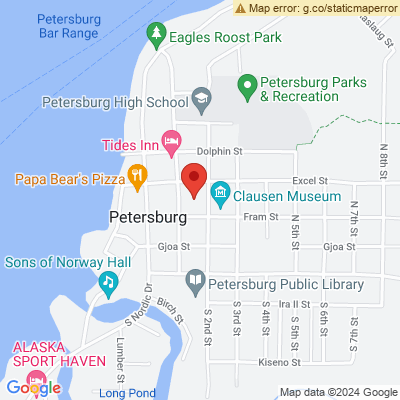 Map error: g.co/staticmaperror
Petersburg
Bar Range
Eagles Roost Park
Petersburg High School
Petersburg Parks
& Recreation
N 8th St
Tides Inn
Dolphin St
Papa Bear's Pizza
Excel St
Clausen Museum
Petersburg
Fram St
N 5th St
N 7th St
Gjoa St
Gjoa St
Sons of Norway Hall
Petersburg Public Library
S Nordic Dr
Birch St
Ira II St
S 2nd St
S 3rd St
S 4th St
S 5th St
S 6th St
S 7th St
ALASKA
SPORT HAVEN
Lumber St
Kiseno St
Google
Long Pond
Map data ©2024 Google